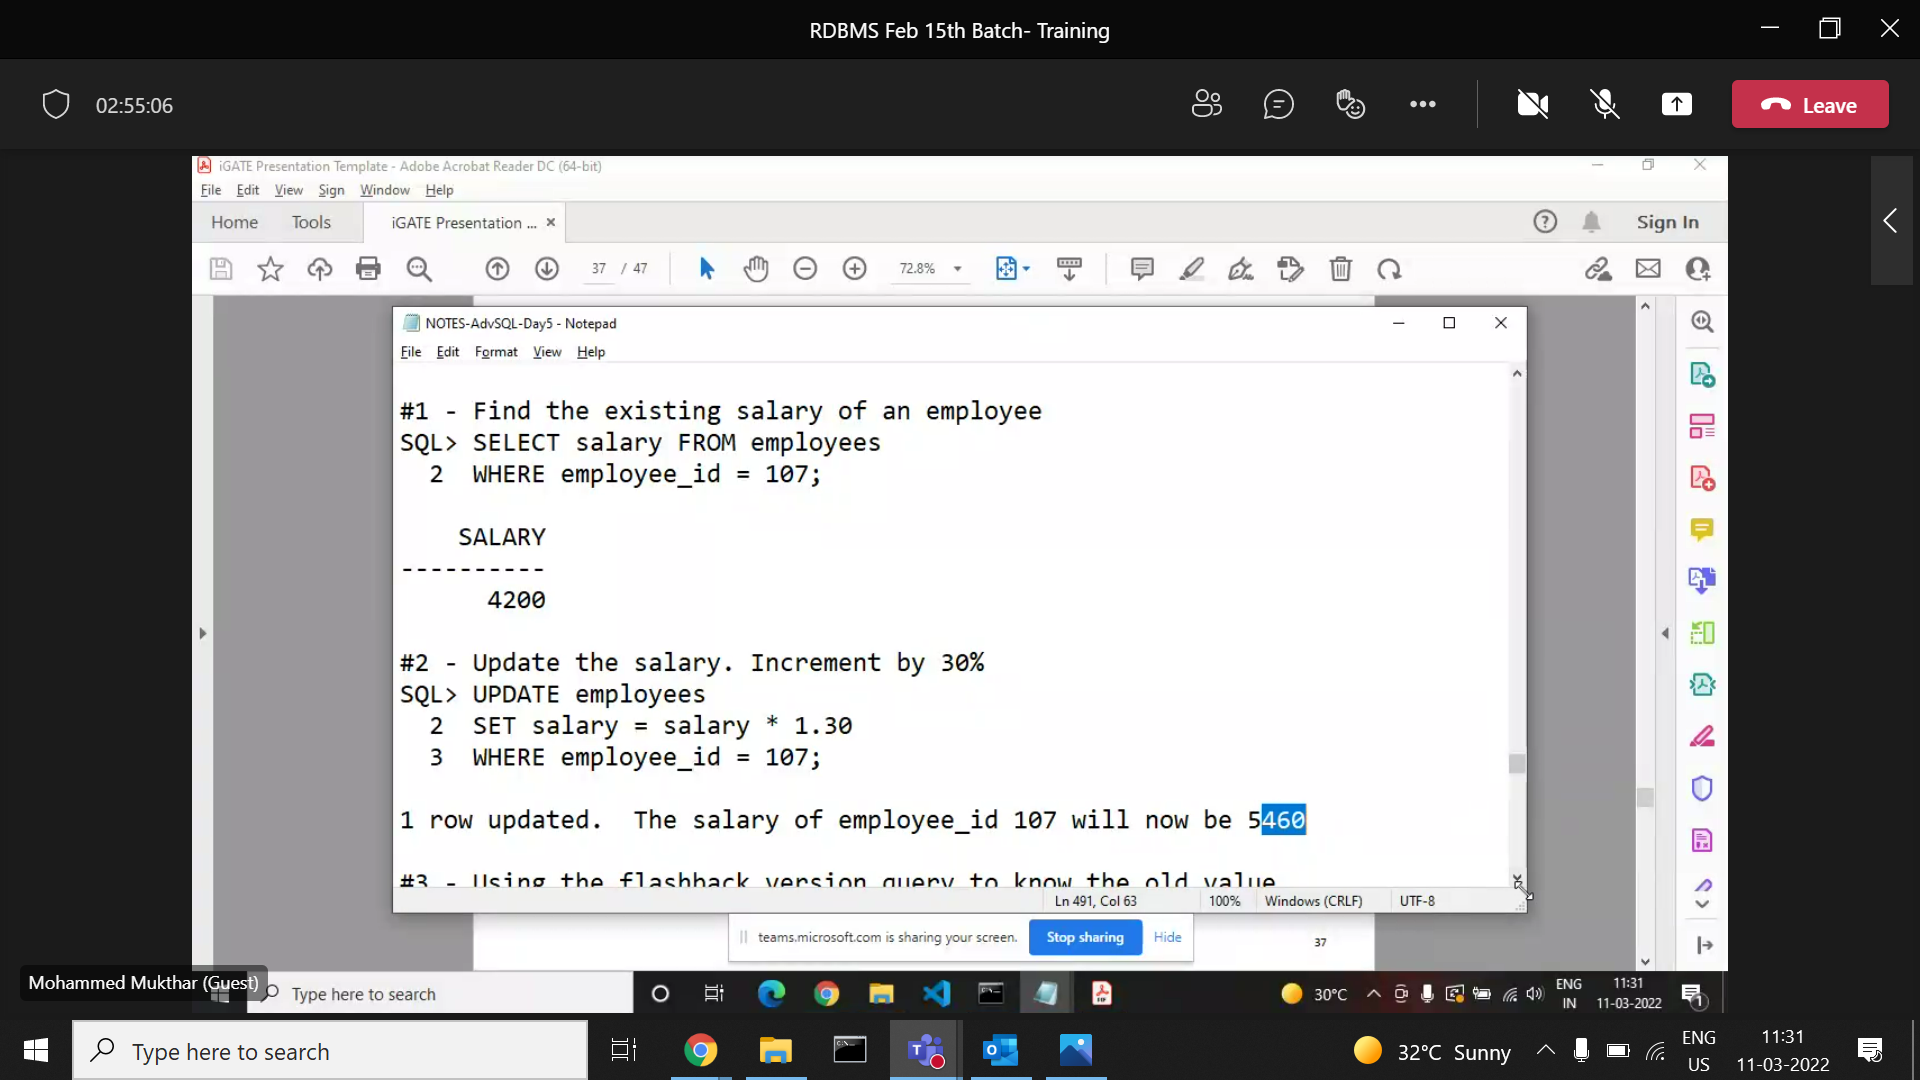 RDBMS Feb 15th Batch- Training
02:55:06
Leave
iGATE Presentation Template - Adobe Acrobat Reader DC (64-bit)
File Edit View Sign Window Help
Home Tools iGATE Presentation ... × Sign In
37 / 47 72.8%
NOTES-AdvSQL-Day5 - Notepad
File Edit Format View Help
#1 - Find the existing salary of an employee
SQL> SELECT salary FROM employees
2 WHERE employee_id = 107;
SALARY
----------
4200
#2 - Update the salary. Increment by 30%
SQL> UPDATE employees
2 SET salary = salary * 1.30
3 WHERE employee_id = 107;
1 row updated. The salary of employee_id 107 will now be 5460
#3 - Using the flashback version query to know the old value
Ln 491, Col 63 100% Windows (CRLF) UTF-8
teams.microsoft.com is sharing your screen. Stop sharing Hide
37
Mohammed Mukthar (Guest)
Type here to search
30°C
ENG
IN
11:31
11-03-2022
1
Type here to search
32°C Sunny
ENG
US
11:31
11-03-2022